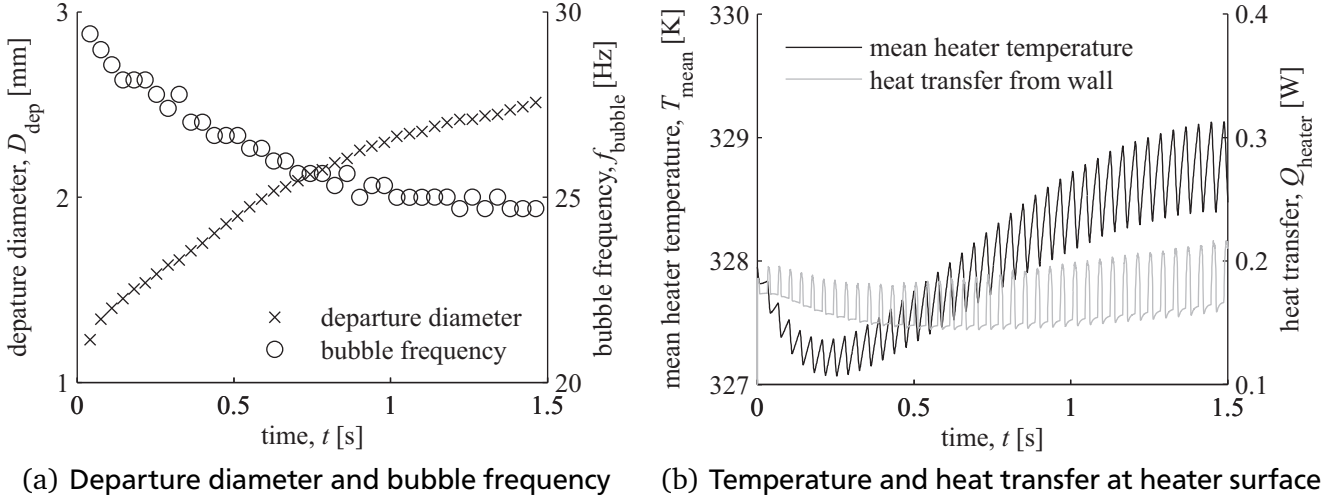 3
2
1
30
25
20
0
0.5
1
1.5
depature diameter, D_dep [mm]
bubble frequency, f_bubble [Hz]
departure diameter
bubble frequency
time, t [s]
(a) Departure diameter and bubble frequency
330
329
328
327
0.4
0.3
0.2
0.1
0
0.5
1
1.5
mean heater temperature, T_mean [K]
heat transfer, Q_heater [W]
mean heater temperature
heat transfer from wall
time, t [s]
(b) Temperature and heat transfer at heater surface